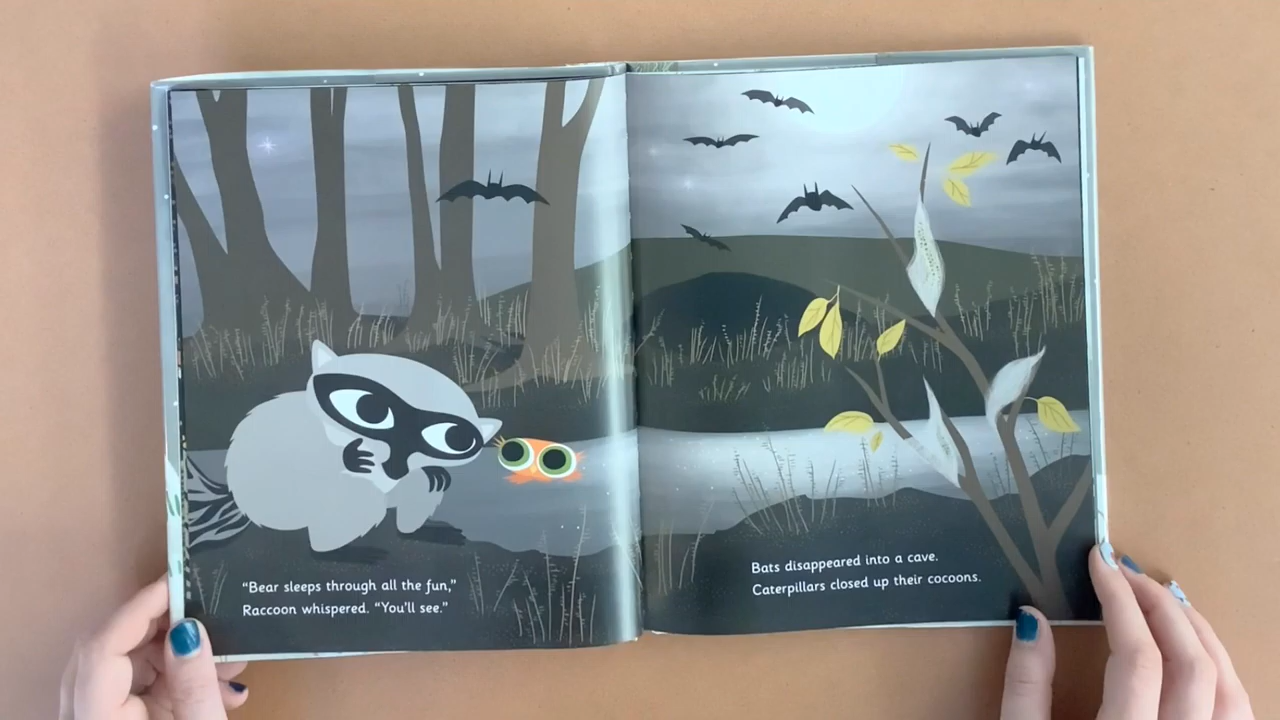 “Bear sleeps through all the fun,”
Raccoon whispered. “You’ll see.”
Bats disappeared into a cave.
Caterpillars closed up their cocoons.